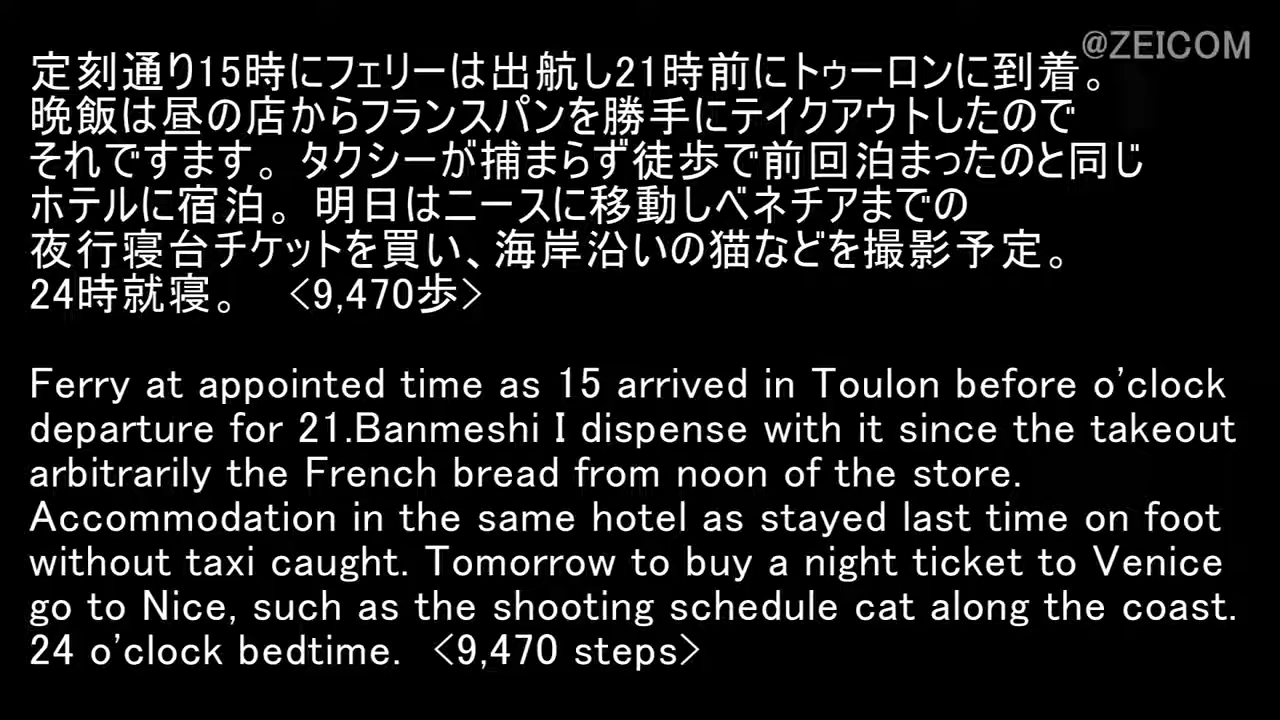 @ZEICOM
定刻通り15時にフェリーは出航し21時前にトゥーロンに到着。
晩飯は昼の店からフランスパンを勝手にテイクアウトしたので
それですます。 タクシーが捕まらず徒歩で前回泊まったのと同じ
ホテルに宿泊。 明日はニースに移動しベネチアまでの
夜行寝台チケットを買い、海岸沿いの猫などを撮影予定。
24時就寝。 <9,470歩>
Ferry at appointed time as 15 arrived in Toulon before o'clock
departure for 21.Banmeshi I dispense with it since the takeout
arbitrarily the French bread from noon of the store.
Accommodation in the same hotel as stayed last time on foot
without taxi caught. Tomorrow to buy a night ticket to Venice
go to Nice, such as the shooting schedule cat along the coast.
24 o'clock bedtime. <9,470 steps>